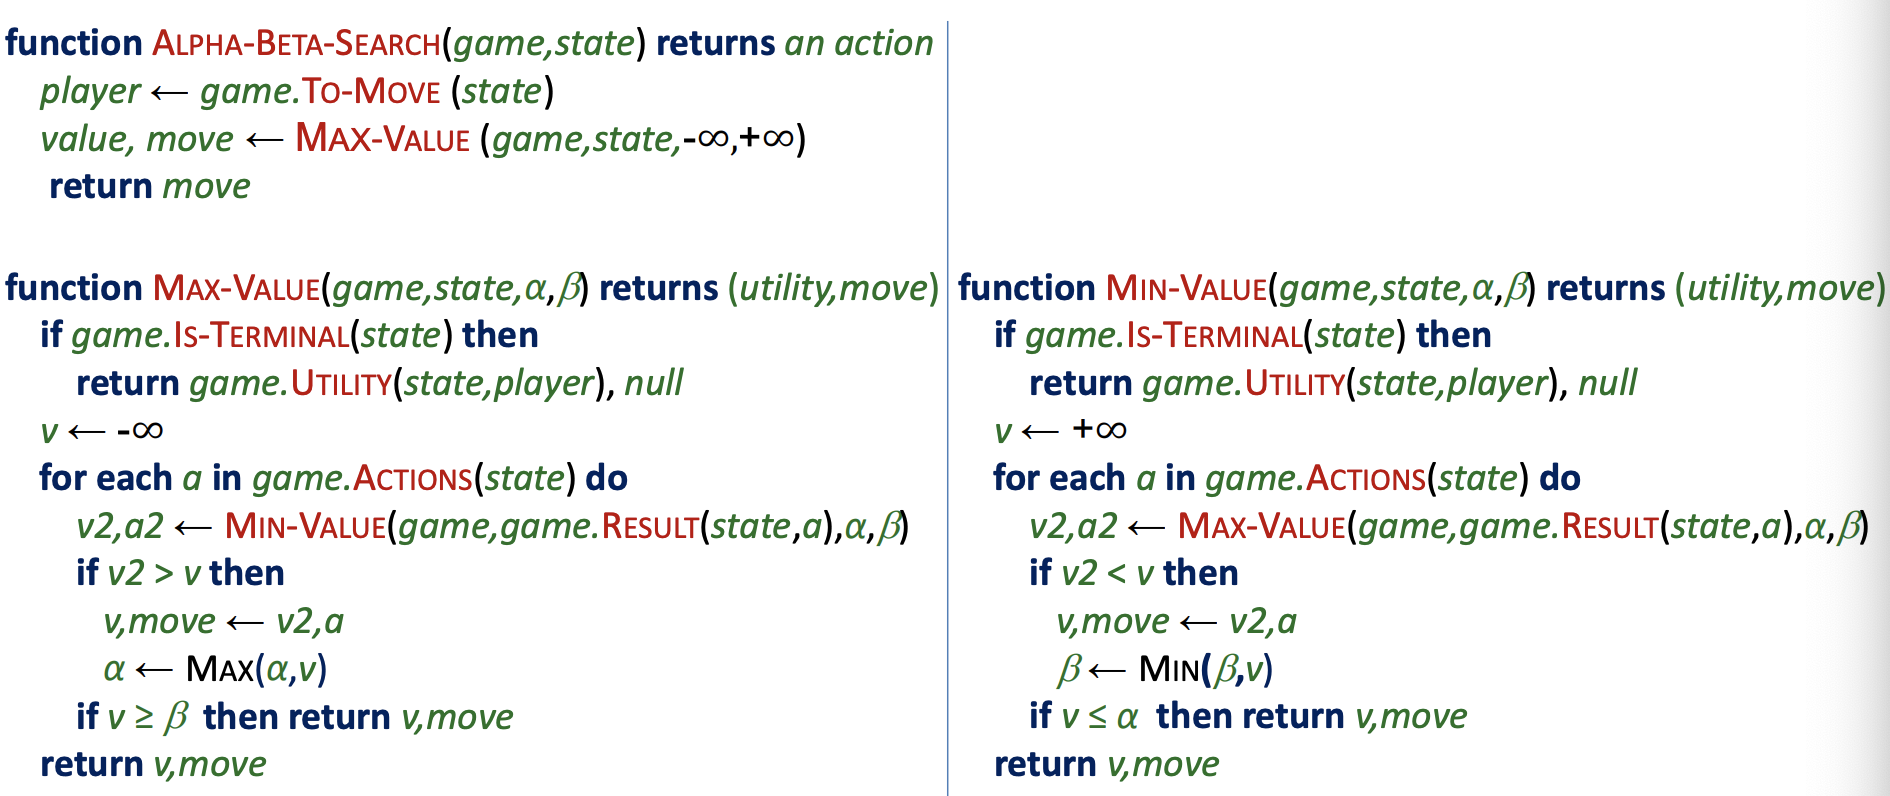 function ALPHA-BETA-SEARCH(game,state) returns an action
player ← game.TO-MOVE (state)
value, move ← MAX-VALUE (game,state,-∞,+∞)
return move
function MAX-VALUE(game,state,α,β) returns (utility,move)
if game.IS-TERMINAL(state) then
return game.UTILITY(state,player), null
v ← -∞
for each a in game.ACTIONS(state) do
v2,a2 ← MIN-VALUE(game,game.RESULT(state,a),α,β)
if v2 > v then
v,move ← v2,a
α ← MAX(α,v)
if v ≥ β then return v,move
return v,move
function MIN-VALUE(game,state,α,β) returns (utility,move)
if game.IS-TERMINAL(state) then
return game.UTILITY(state,player), null
v ← +∞
for each a in game.ACTIONS(state) do
v2,a2 ← MAX-VALUE(game,game.RESULT(state,a),α,β)
if v2 < v then
v,move ← v2,a
β ← MIN(β,v)
if v ≤ α then return v,move
return v,move